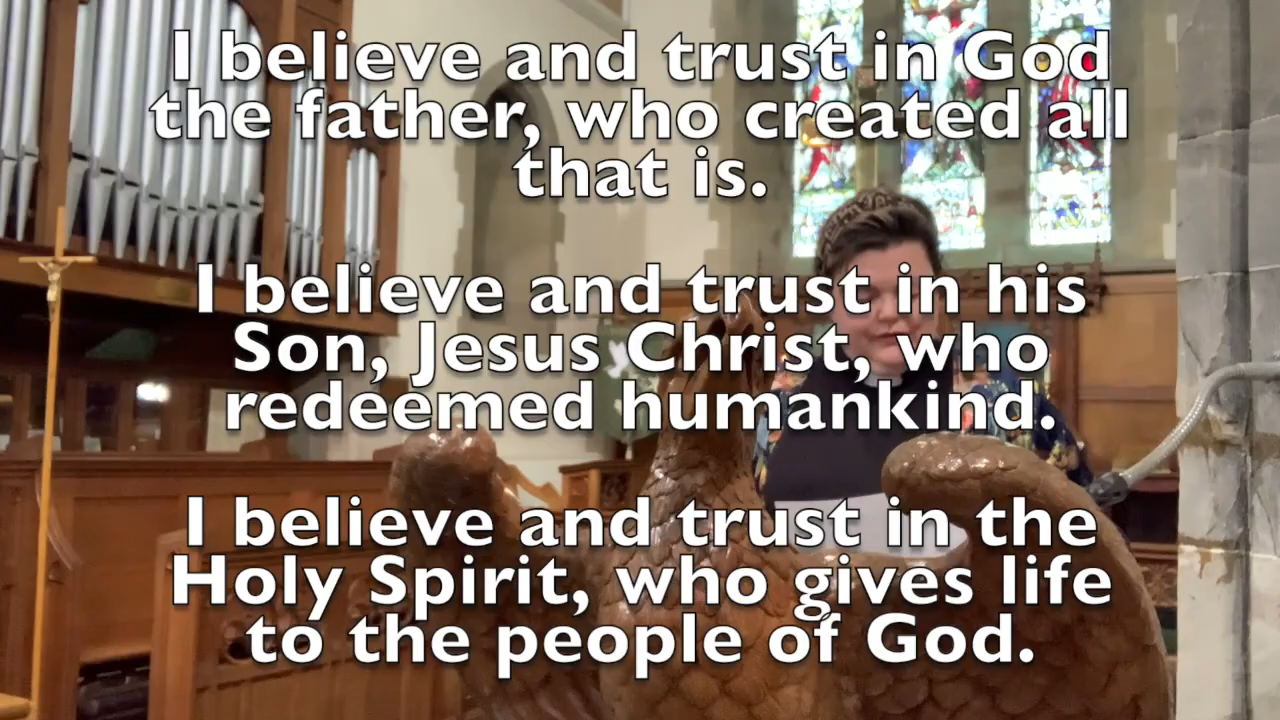 I believe and trust in God
the father, who created all
that is.
I believe and trust in his
Son, Jesus Christ, who
redeemed humankind.
I believe and trust in the
Holy Spirit, who gives life
to the people of God.